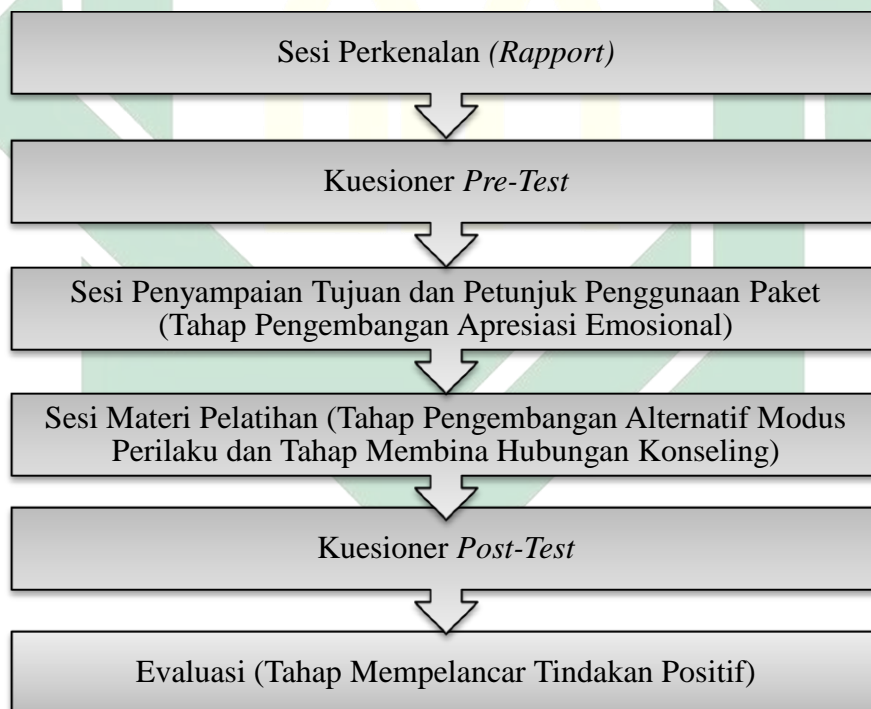 Sesi Perkenalan (Rapport)
Kuesioner Pre-Test
Sesi Penyampaian Tujuan dan Petunjuk Penggunaan Paket
(Tahap Pengembangan Apresiasi Emosional)
Sesi Materi Pelatihan (Tahap Pengembangan Alternatif Modus
Perilaku dan Tahap Membina Hubungan Konseling)
Kuesioner Post-Test
Evaluasi (Tahap Mempelancar Tindakan Positif)